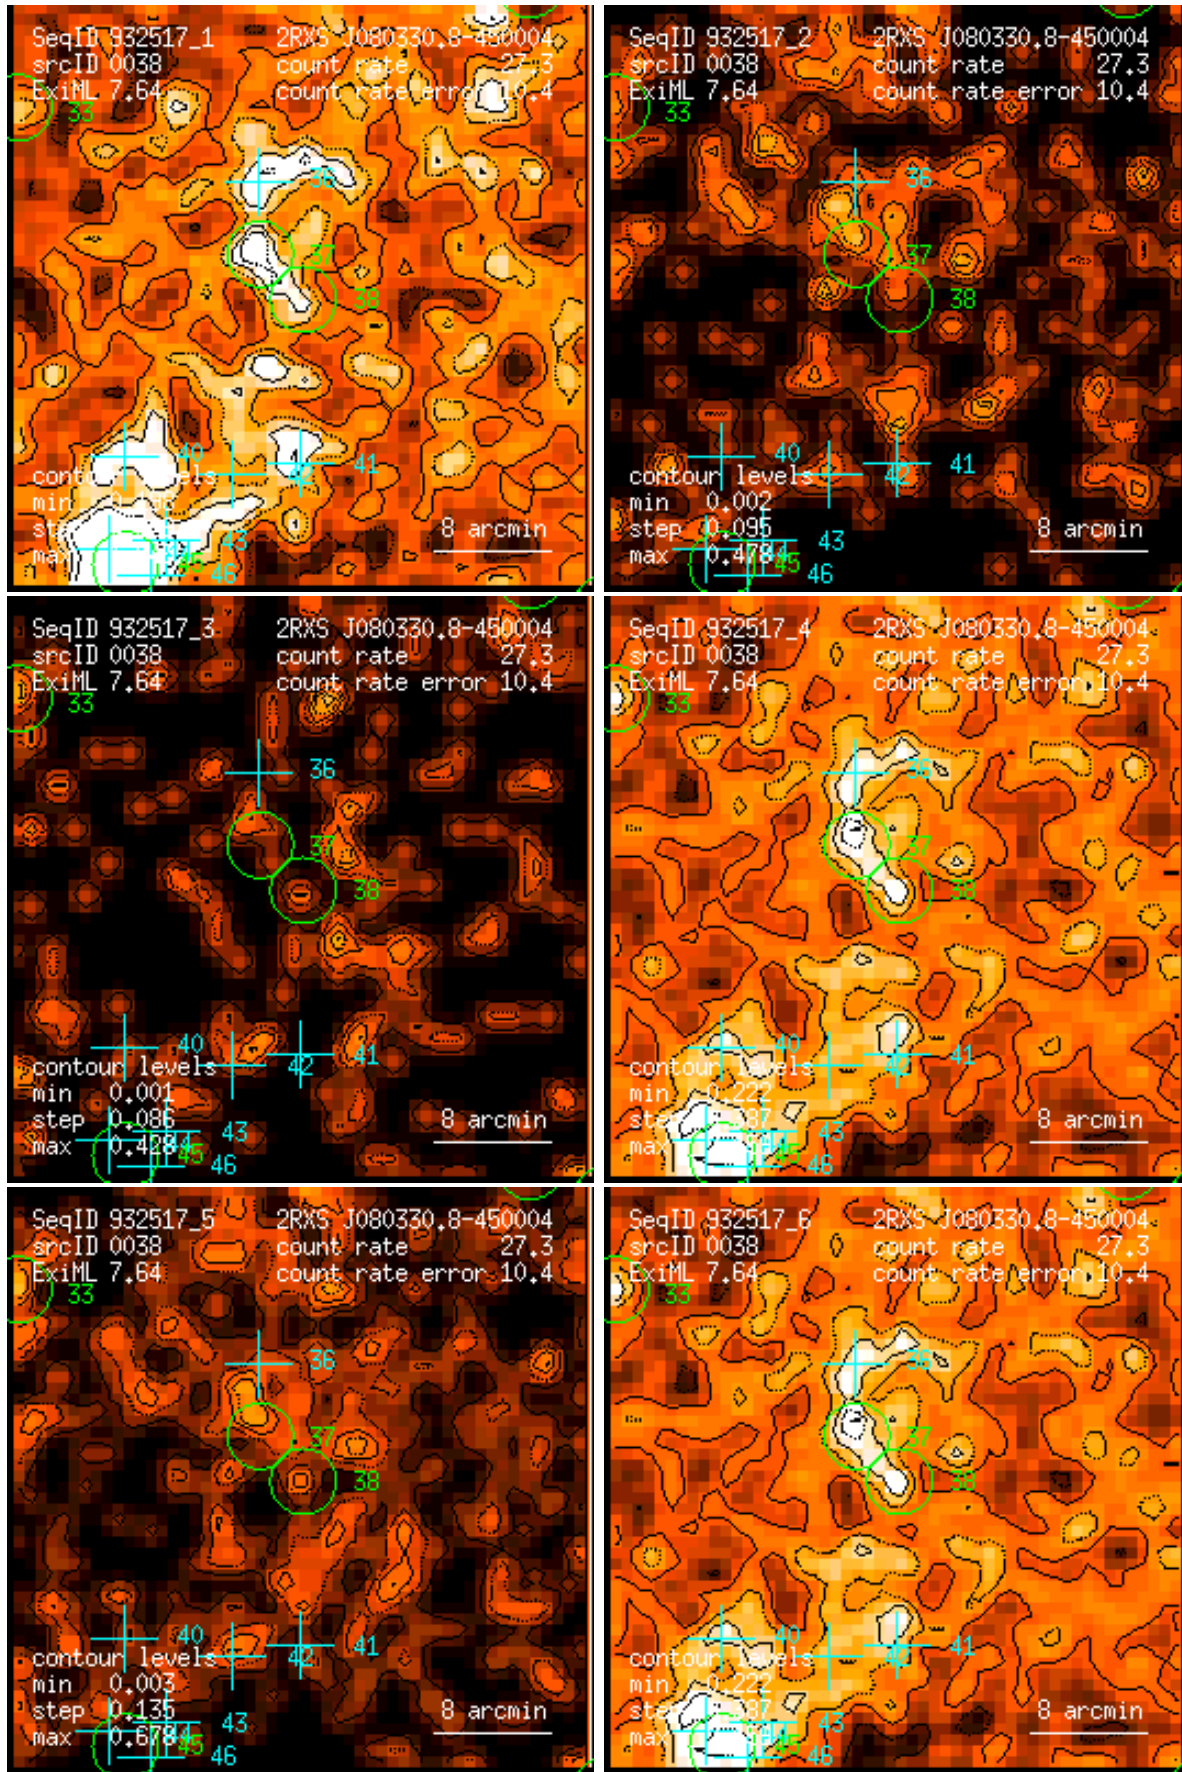 SeqID 932517_1 2RXS J080330.8-450004
srcID 0038 count rate 27.3
ExiML 7.64 count rate error 10.4
33
36
37
38
40
41
42
contour levels
min
step
8 arcmin
max
43
45
46
SeqID 932517_2 2RXS J080330.8-450004
srcID 0038 count rate 27.3
ExiML 7.64 count rate error 10.4
33
36
37
38
40
41
42
contour levels
min 0.002
step 0.095
8 arcmin
max 0.478
43
45
46
SeqID 932517_3 2RXS J080330.8-450004
srcID 0038 count rate 27.3
ExiML 7.64 count rate error 10.4
33
36
37
38
40
41
42
contour levels
min 0.001
step 0.086
8 arcmin
max 0.428
43
45
46
SeqID 932517_4 2RXS J080330.8-450004
srcID 0038 count rate 27.3
ExiML 7.64 count rate error 10.4
33
36
37
38
40
41
42
contour levels
min 0.222
step
8 arcmin
max
43
45
46
SeqID 932517_5 2RXS J080330.8-450004
srcID 0038 count rate 27.3
ExiML 7.64 count rate error 10.4
33
36
37
38
40
41
42
contour levels
min 0.003
step 0.135
8 arcmin
max 0.678
43
45
46
SeqID 932517_6 2RXS J080330.8-450004
srcID 0038 count rate 27.3
ExiML 7.64 count rate error 10.4
33
36
37
38
40
41
42
contour levels
min 0.222
step
8 arcmin
max
43
45
46